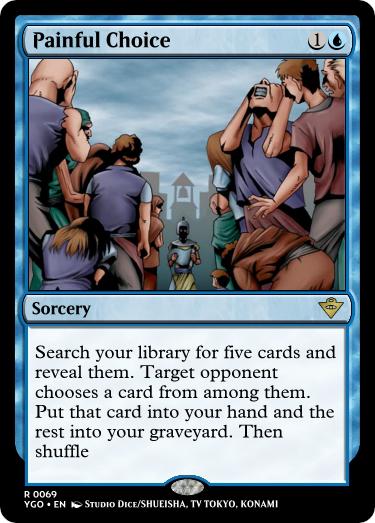 Painful Choice 1
Sorcery
Search your library for five cards and
reveal them. Target opponent
chooses a card from among them.
Put that card into your hand and the
rest into your graveyard. Then
shuffle
R 0069
YGO • EN Studio Dice/SHUEISHA, TV TOKYO, KONAMI